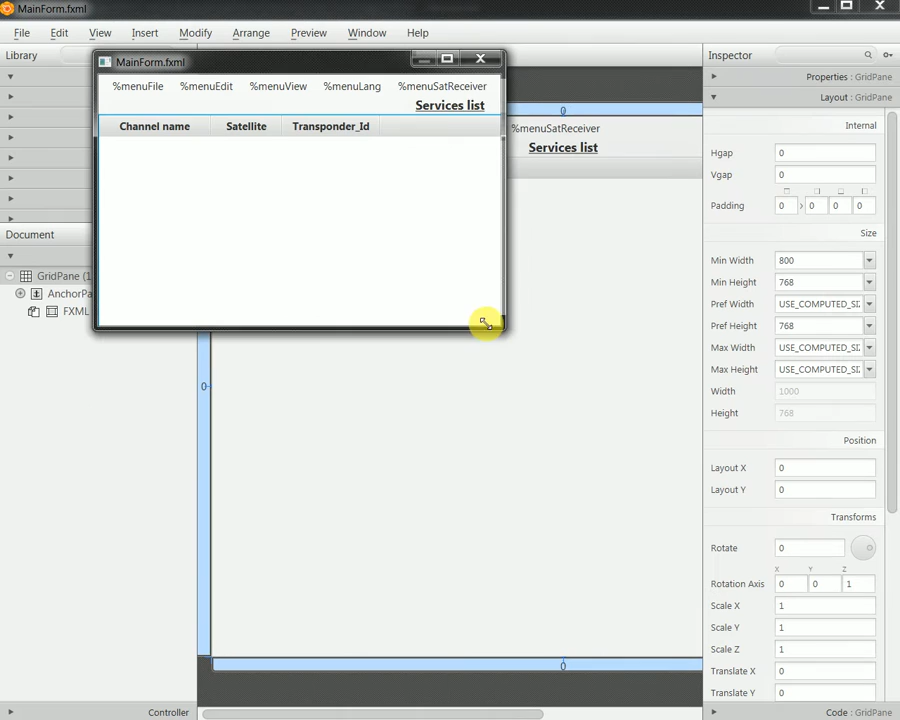 MainForm.fxml
File Edit View Insert Modify Arrange Preview Window Help
Library
Inspector
MainForm.fxml
Properties : GridPane
%menuFile %menuEdit %menuView %menuLang %menuSatReceiver
Layout : GridPane
Services list
0
Channel name Satellite Transponder_Id
%menuSatReceiver
Services list
Internal
Hgap 0
Vgap 0
Padding 0 0 0 0
Document
Size
GridPane (1
AnchorPa
FXML
Min Width 800
Min Height 768
Pref Width USE_COMPUTED_SIZ
Pref Height 768
Max Width USE_COMPUTED_SIZ
Max Height USE_COMPUTED_SIZ
0
Width 1000
Height 768
Position
Layout X 0
Layout Y 0
Transforms
Rotate 0
X Y Z
Rotation Axis 0 0 1
Scale X 1
Scale Y 1
Scale Z 1
0
Translate X 0
Translate Y 0
Controller
Code : GridPane